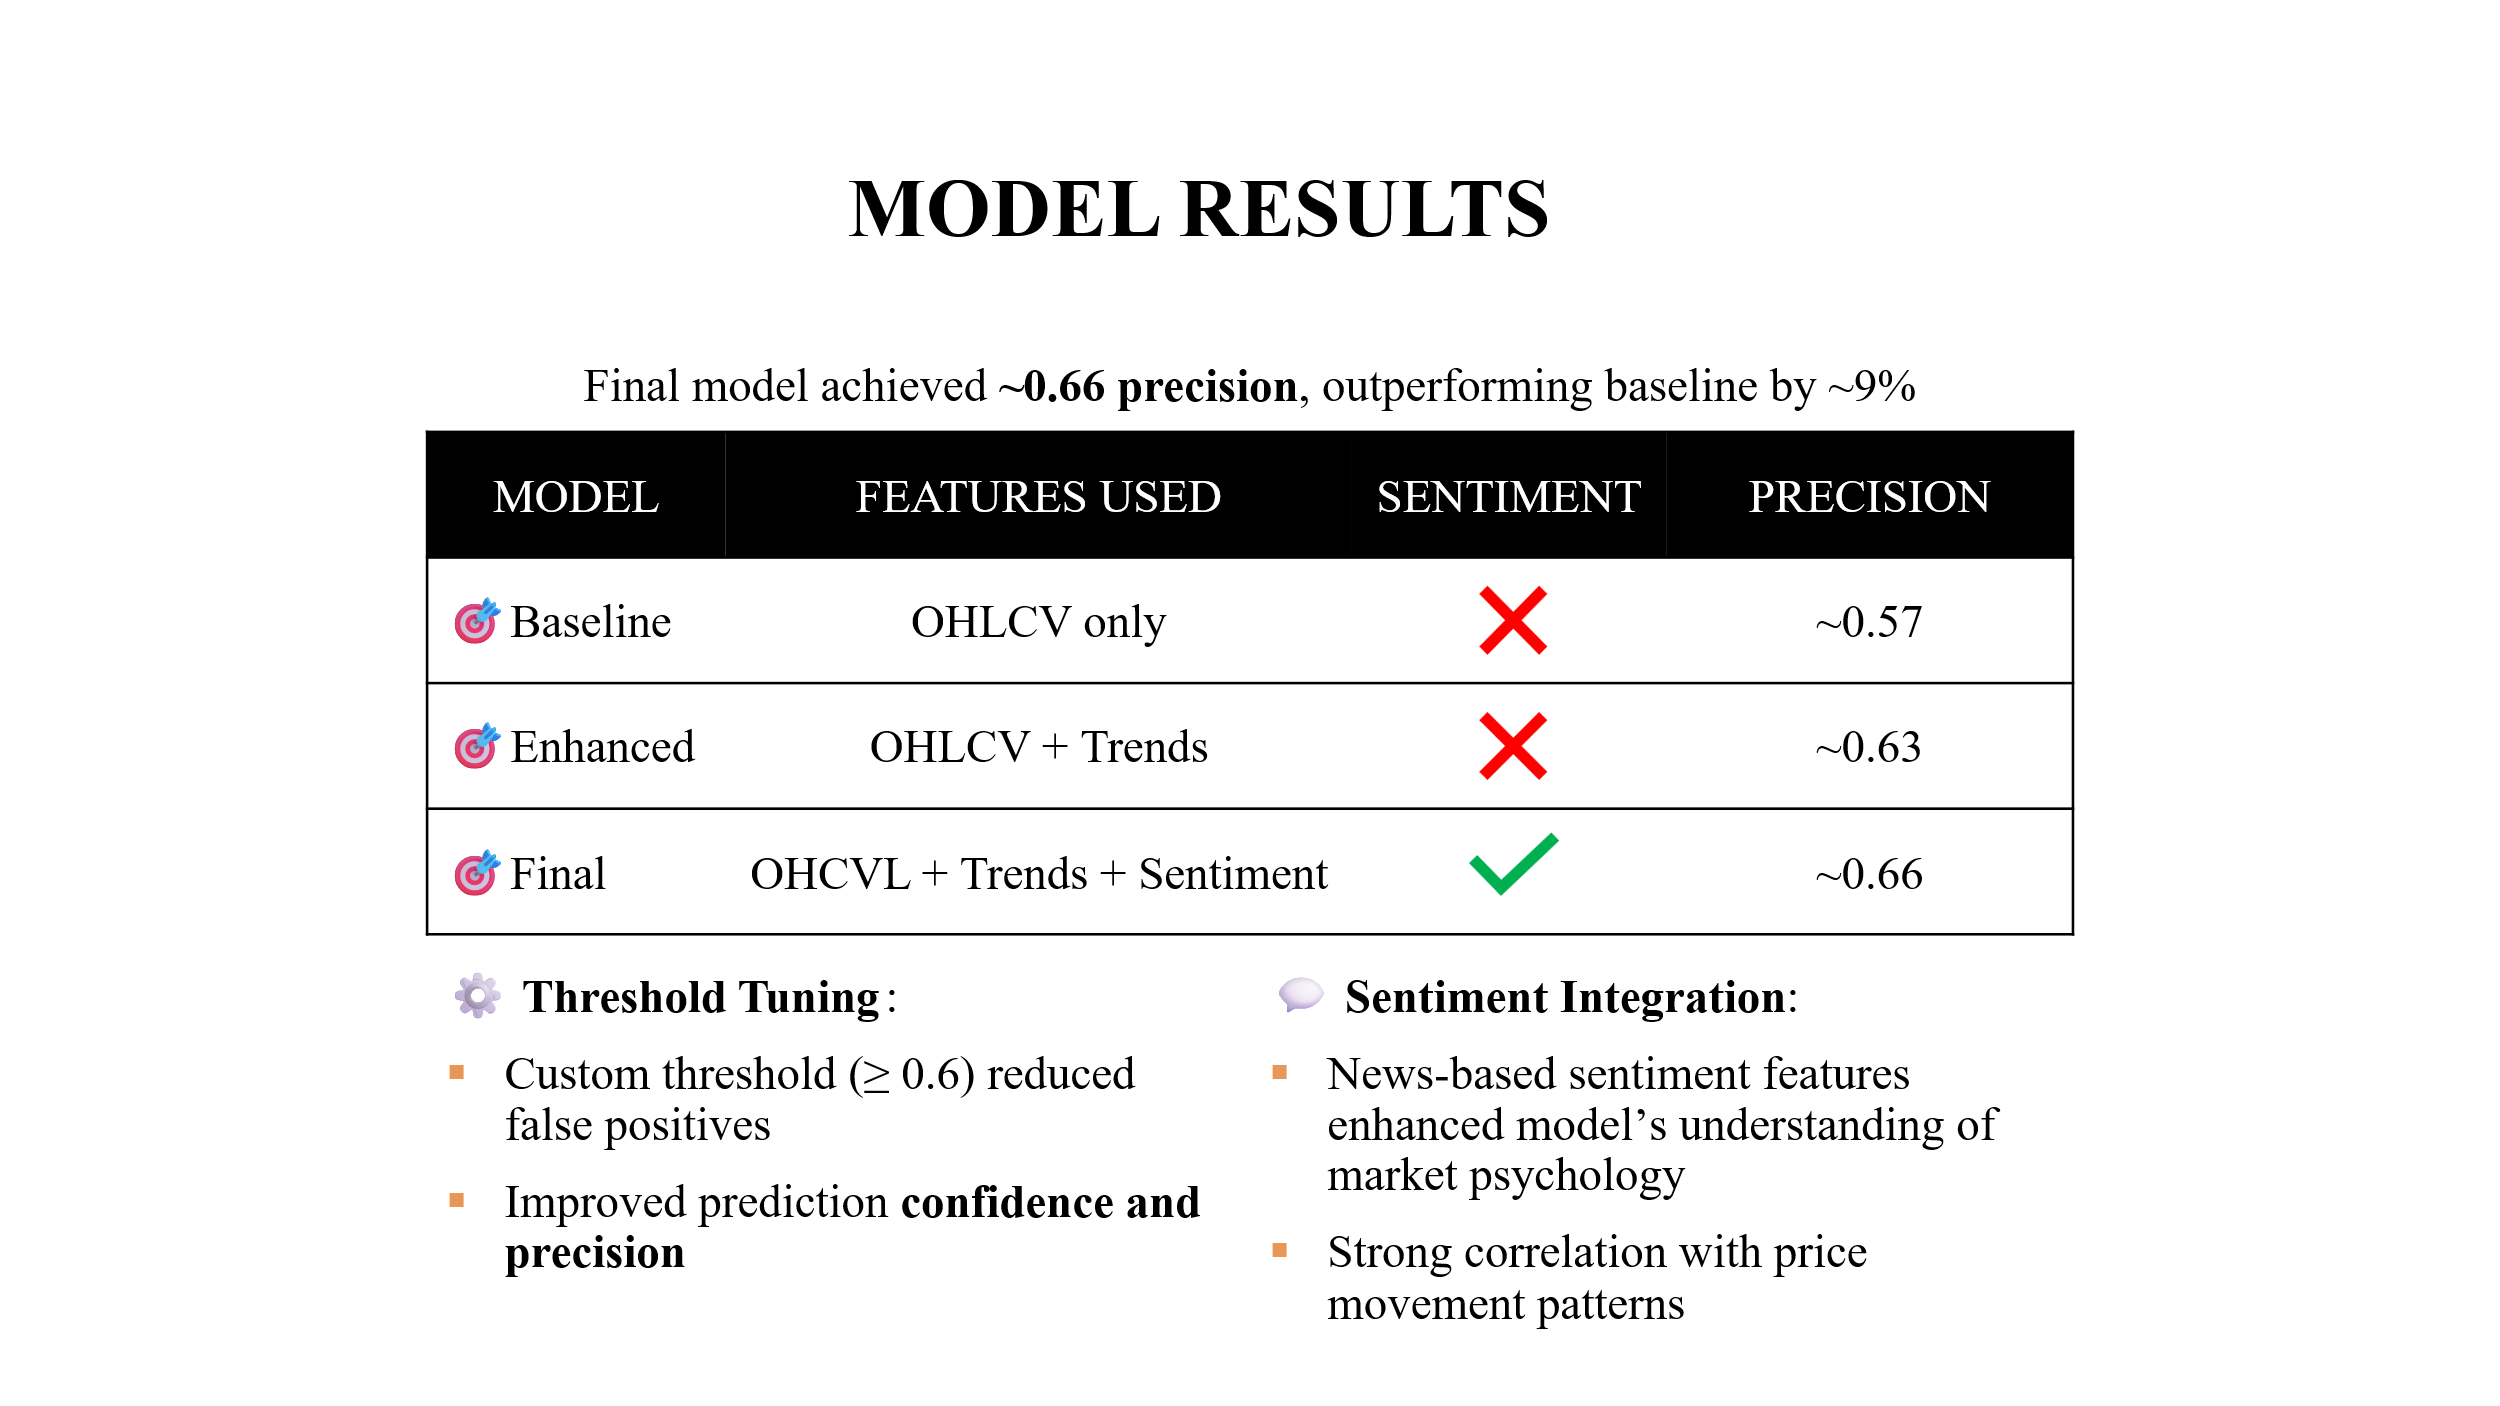 MODEL RESULTS
Final model achieved ~0.66 precision, outperforming baseline by ~9%
MODEL FEATURES USED SENTIMENT PRECISION
Baseline OHLCV only ~0.57
Enhanced OHLCV + Trends ~0.63
Final OHCVL + Trends + Sentiment ~0.66
Threshold Tuning:
Custom threshold (≥ 0.6) reduced
false positives
Improved prediction confidence and
precision
Sentiment Integration:
News-based sentiment features
enhanced model’s understanding of
market psychology
Strong correlation with price
movement patterns